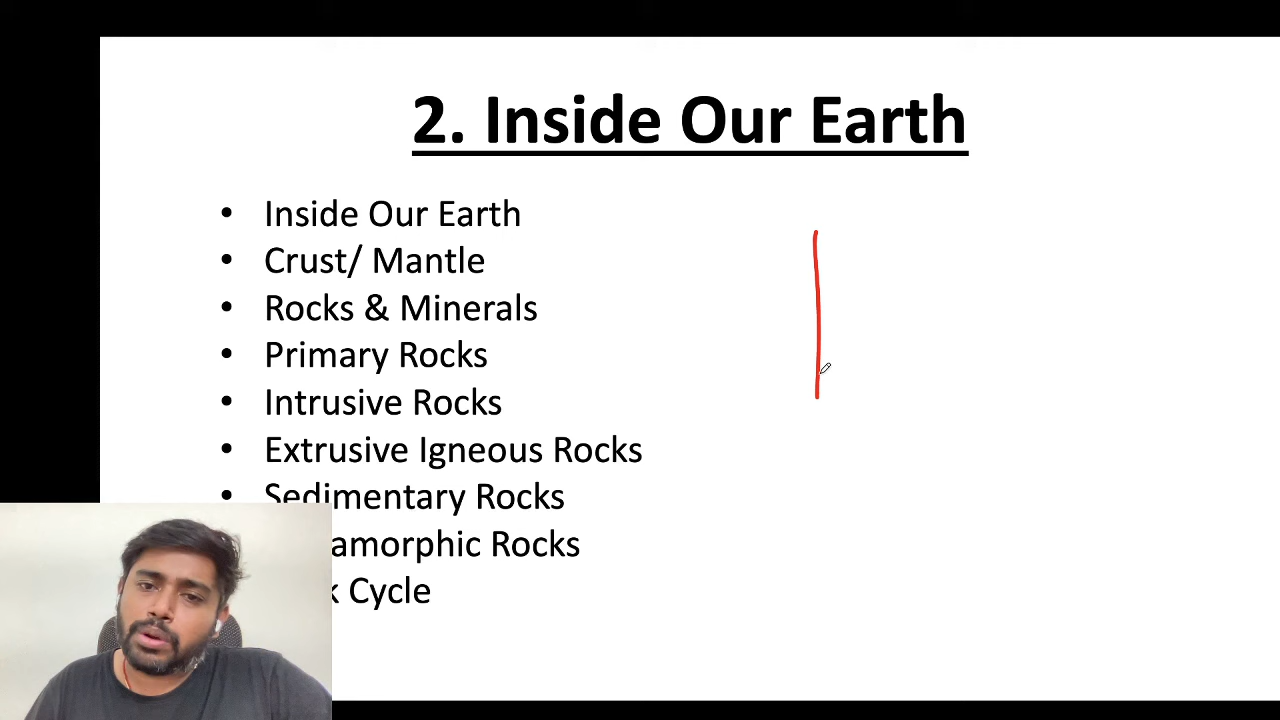 2. Inside Our Earth
• Inside Our Earth
• Crust/ Mantle
• Rocks & Minerals
• Primary Rocks
• Intrusive Rocks
• Extrusive Igneous Rocks
• Sedimentary Rocks
amorphic Rocks
k Cycle